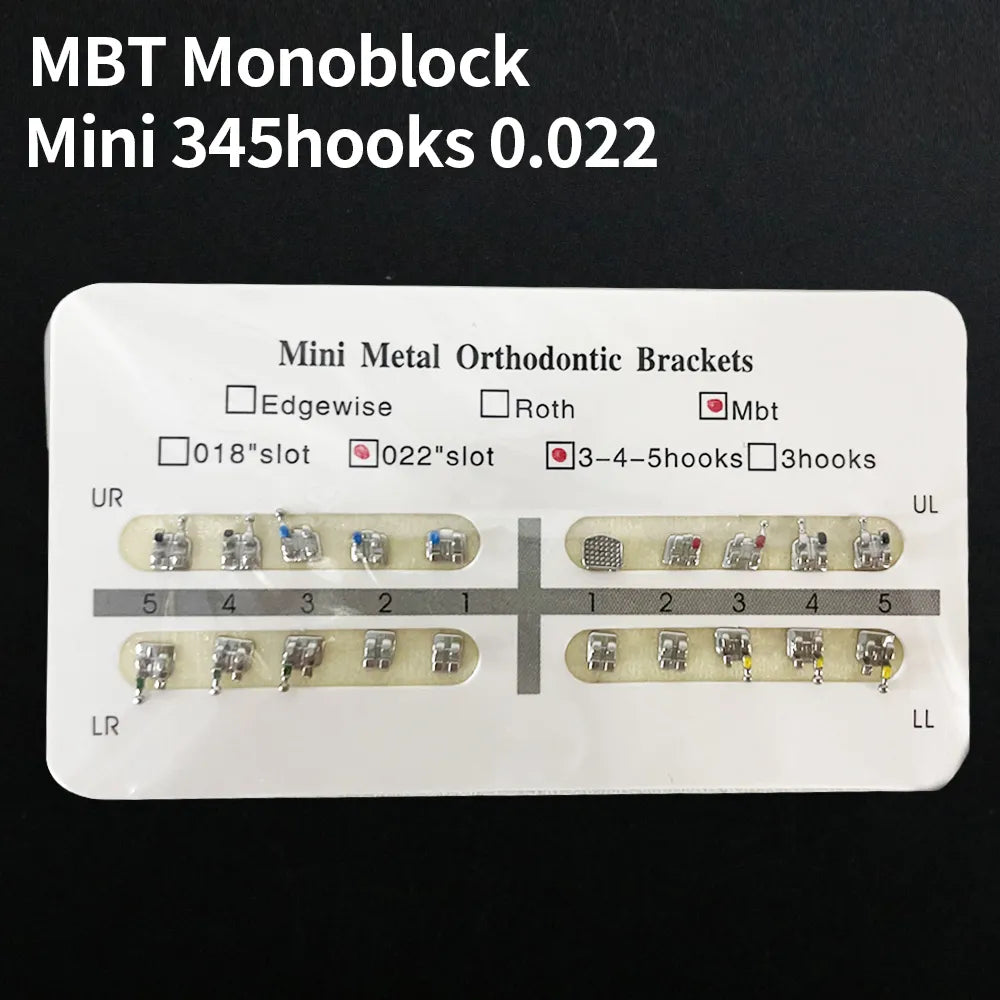 MBT Monoblock
Mini 345hooks 0.022
Mini Metal Orthodontic Brackets
Edgewise Roth Mbt
018"slot 022"slot 3-4-5hooks 3hooks
UR UL
5 4 3 2 1 1 2 3 4 5
LR LL